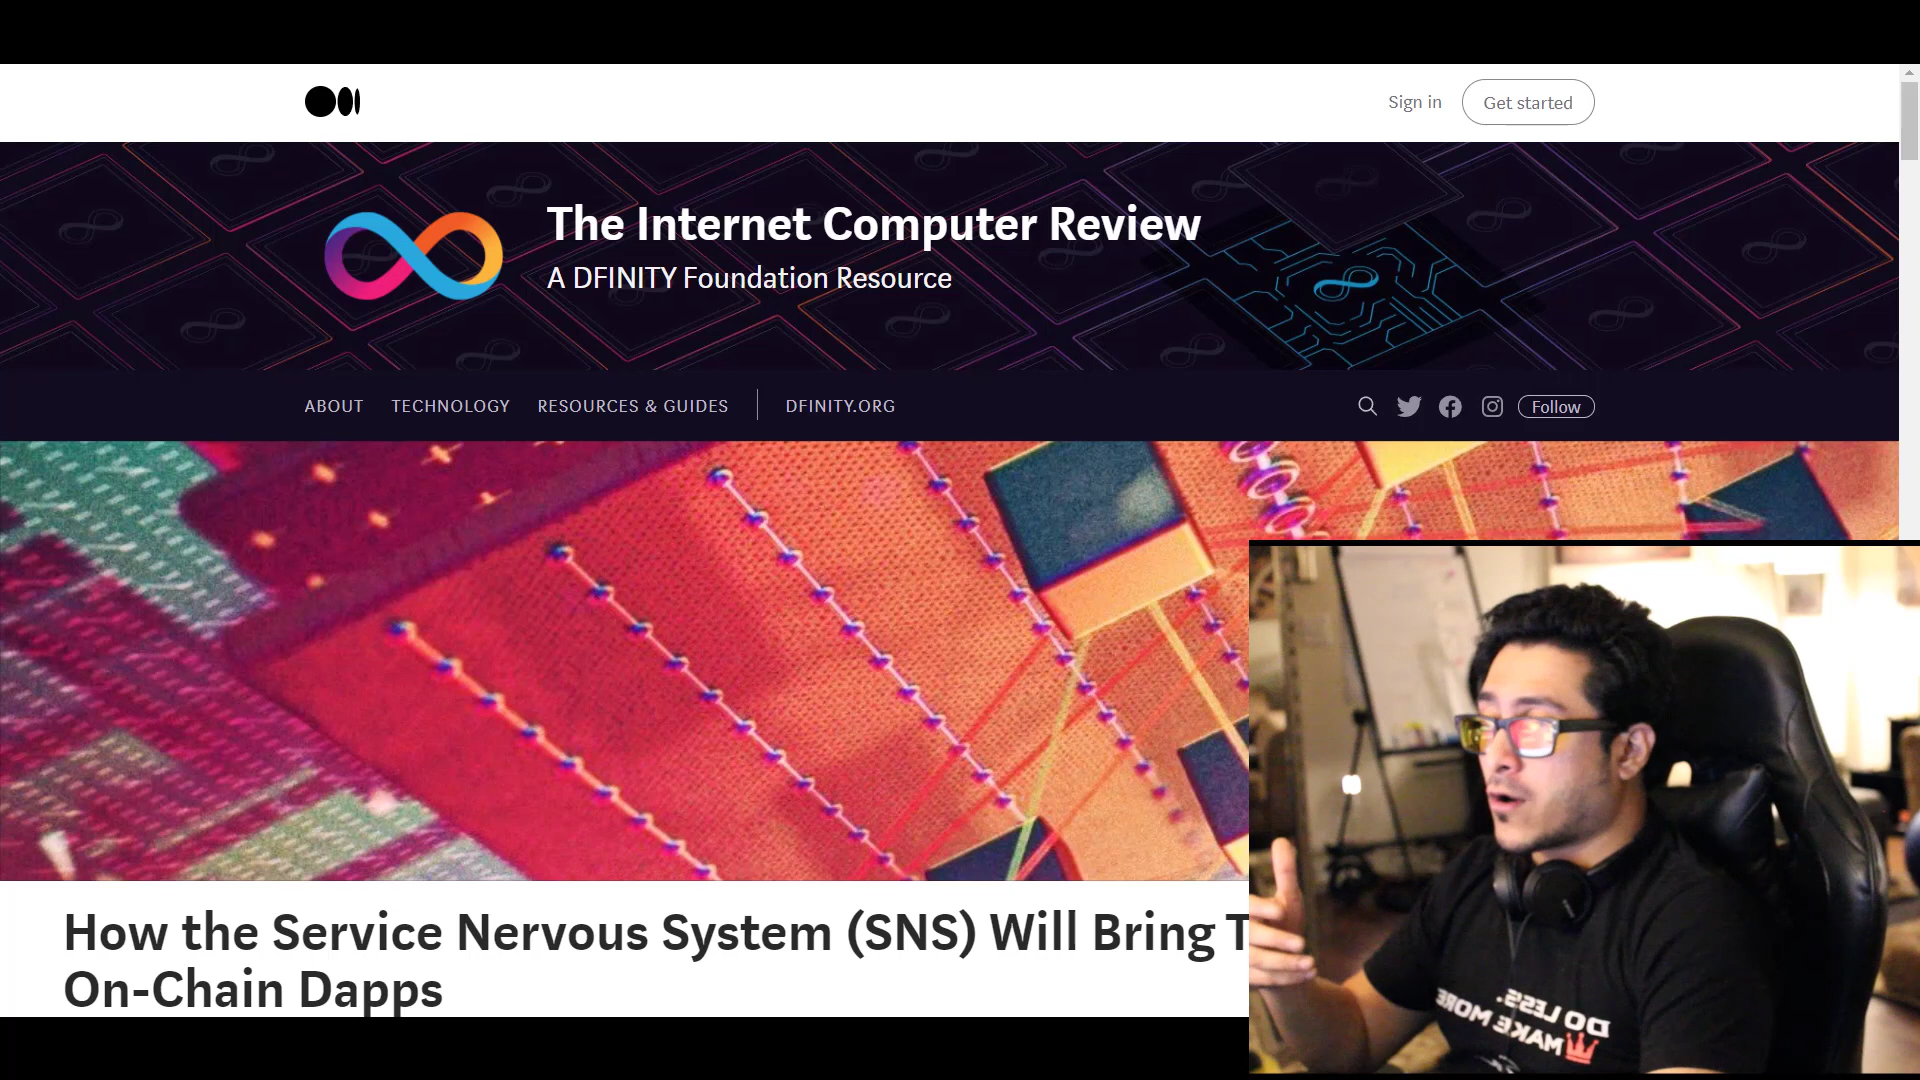 Sign in
Get started
The Internet Computer Review
A DFINITY Foundation Resource
ABOUT
TECHNOLOGY
RESOURCES & GUIDES
DFINITY.ORG
Follow
How the Service Nervous System (SNS) Will Bring T
On-Chain Dapps
DO LESS.
MAKE MORE